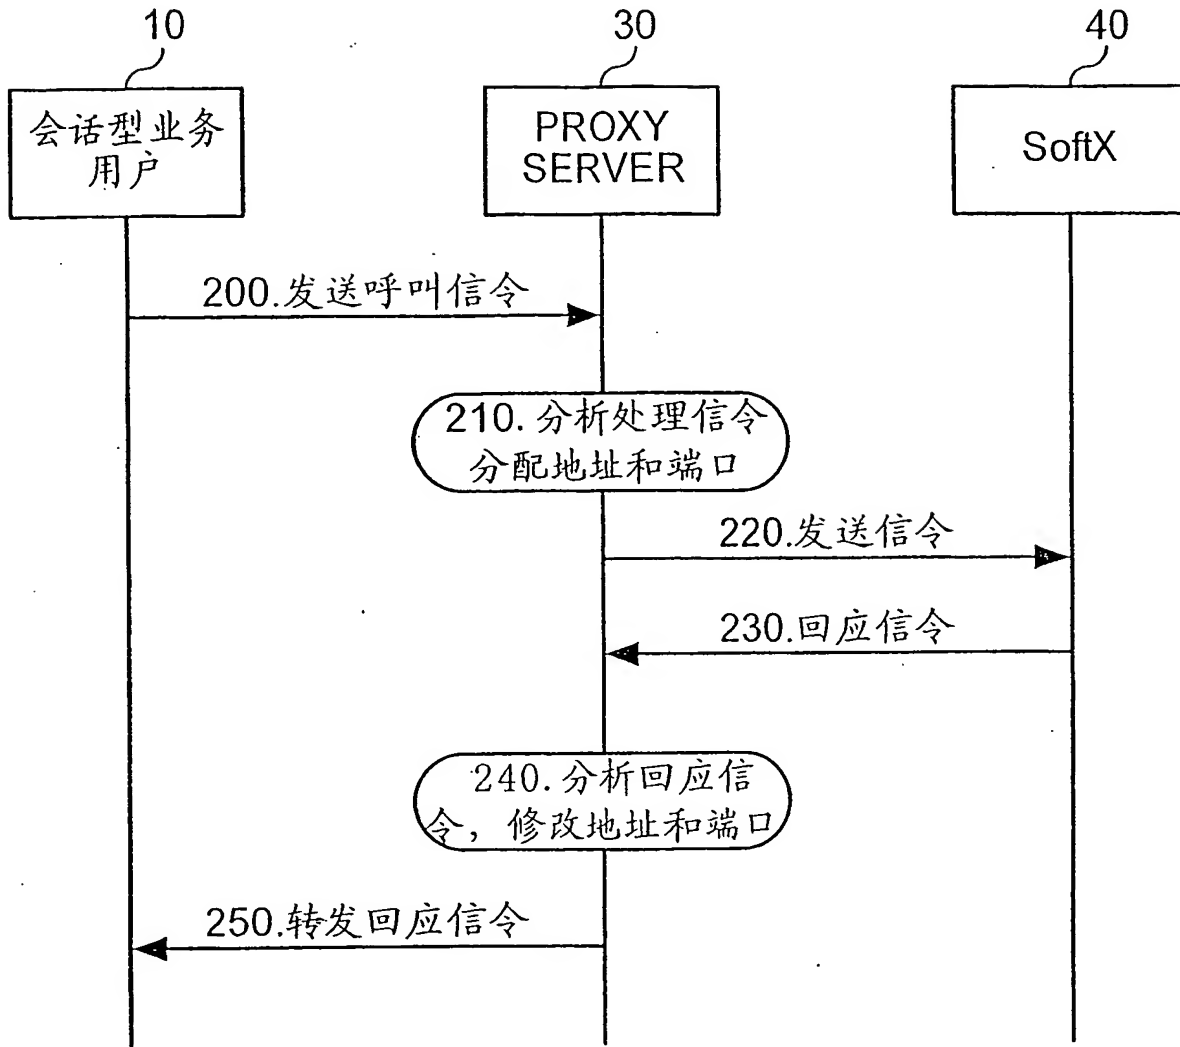 10
30
40
会话型业务
用户
PROXY
SERVER
SoftX
200.发送呼叫信令
210. 分析处理信令
分配地址和端口
220.发送信令
230.回应信令
240.分析回应信
令，修改地址和端口
250.转发回应信令